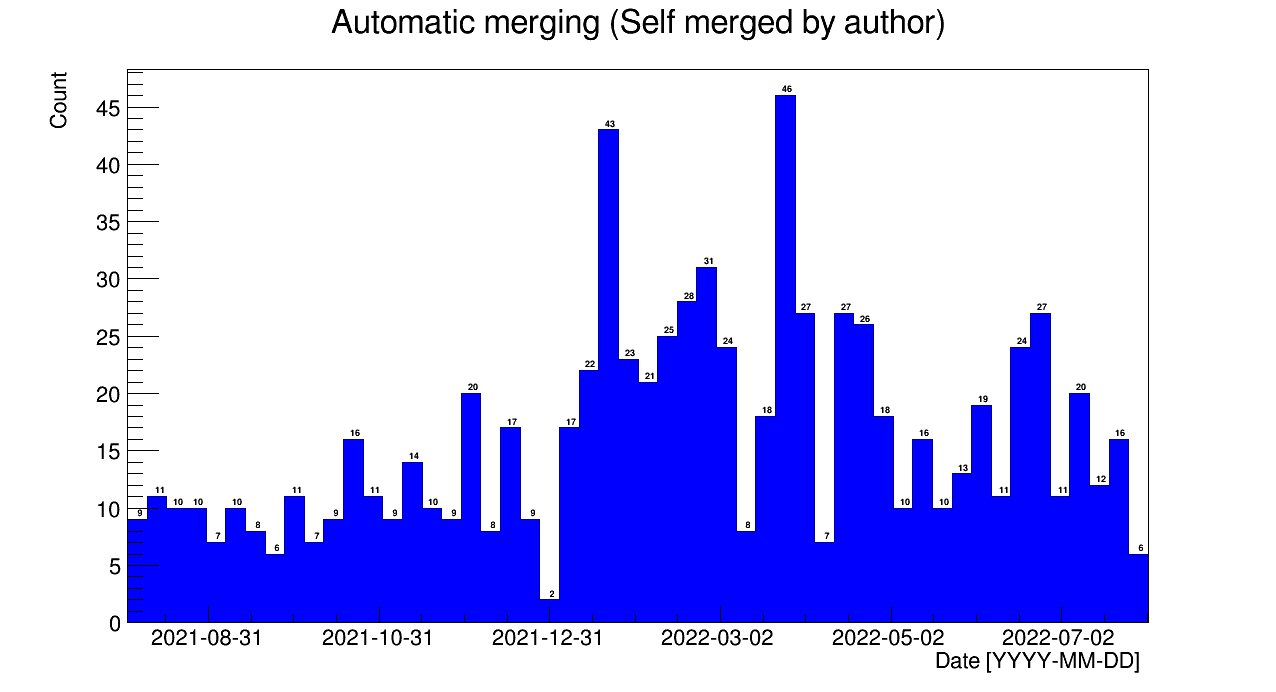 Automatic merging (Self merged by author)
Count
45
40
35
30
25
20
15
10
5
0
9 11 10 10 7 10 8 6 11 7 9 16 11 9 14 10 9 20 8 17 9 2 17 22 43 23 21 25 28 31 24 8 18 46 27 7 27 26 18 10 16 10 13 19 11 24 27 11 20 12 16 6
2021-08-31 2021-10-31 2021-12-31 2022-03-02 2022-05-02 2022-07-02
Date [YYYY-MM-DD]